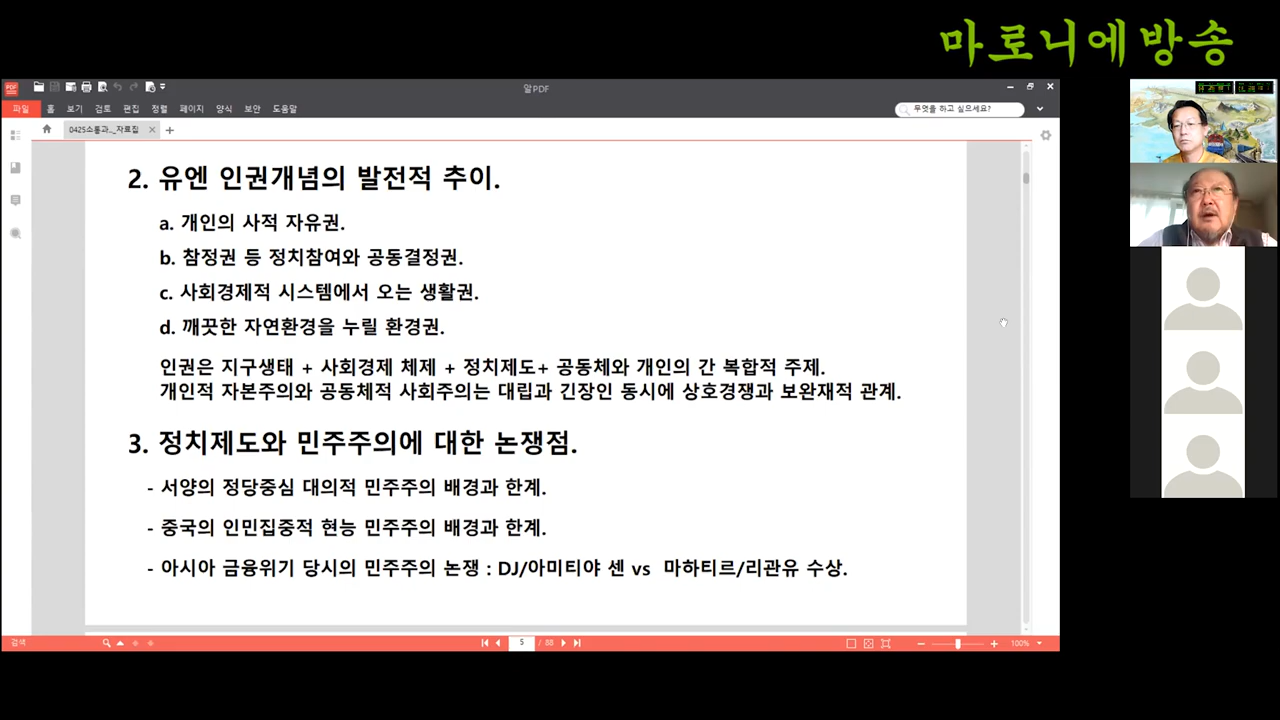 마로니에방송
알PDF
파일 홈 보기 검토 편집 정렬 페이지 양식 보안 도움말
무엇을 하고 싶으세요?
0425소통과..._자료집
2. 유엔 인권개념의 발전적 추이.
a. 개인의 사적 자유권.
b. 참정권 등 정치참여와 공동결정권.
c. 사회경제적 시스템에서 오는 생활권.
d. 깨끗한 자연환경을 누릴 환경권.
인권은 지구생태 + 사회경제 체제 + 정치제도+ 공동체와 개인의 간 복합적 주제.
개인적 자본주의와 공동체적 사회주의는 대립과 긴장인 동시에 상호경쟁과 보완재적 관계.
3. 정치제도와 민주주의에 대한 논쟁점.
- 서양의 정당중심 대의적 민주주의 배경과 한계.
- 중국의 인민집중적 현능 민주주의 배경과 한계.
- 아시아 금융위기 당시의 민주주의 논쟁 : DJ/아미티야 센 vs 마하티르/리관유 수상.
검색
5 / 88
100%